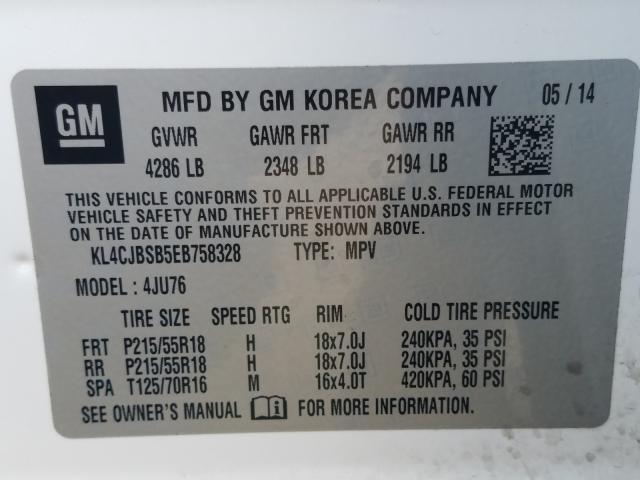 GM
MFD BY GM KOREA COMPANY 05 / 14
GVWR GAWR FRT GAWR RR
4286 LB 2348 LB 2194 LB
THIS VEHICLE CONFORMS TO ALL APPLICABLE U.S. FEDERAL MOTOR
VEHICLE SAFETY AND THEFT PREVENTION STANDARDS IN EFFECT
ON THE DATE OF MANUFACTURE SHOWN ABOVE.
KL4CJBSB5EB758328 TYPE: MPV
MODEL : 4JU76
TIRE SIZE SPEED RTG RIM COLD TIRE PRESSURE
FRT P215/55R18 H 18x7.0J 240KPA, 35 PSI
RR P215/55R18 H 18x7.0J 240KPA, 35 PSI
SPA T125/70R16 M 16x4.0T 420KPA, 60 PSI
SEE OWNER'S MANUAL FOR MORE INFORMATION.